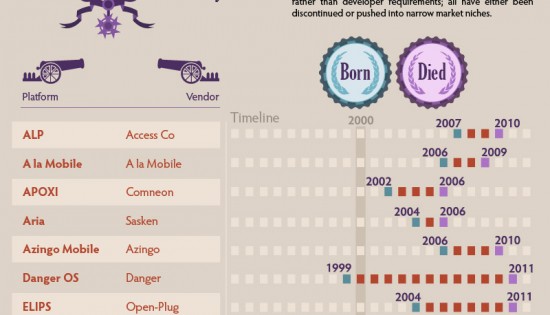 rather than developer requirements; all have either been
discontinued or pushed into narrow market niches.
Born Died
Platform Vendor
Timeline 2000
ALP Access Co 2007 2010
A la Mobile A la Mobile 2006 2009
APOXI Comneon 2002 2006
Aria Sasken 2004 2006
Azingo Mobile Azingo 2006 2010
Danger OS Danger 1999 2011
ELIPS Open-Plug 2004 2011